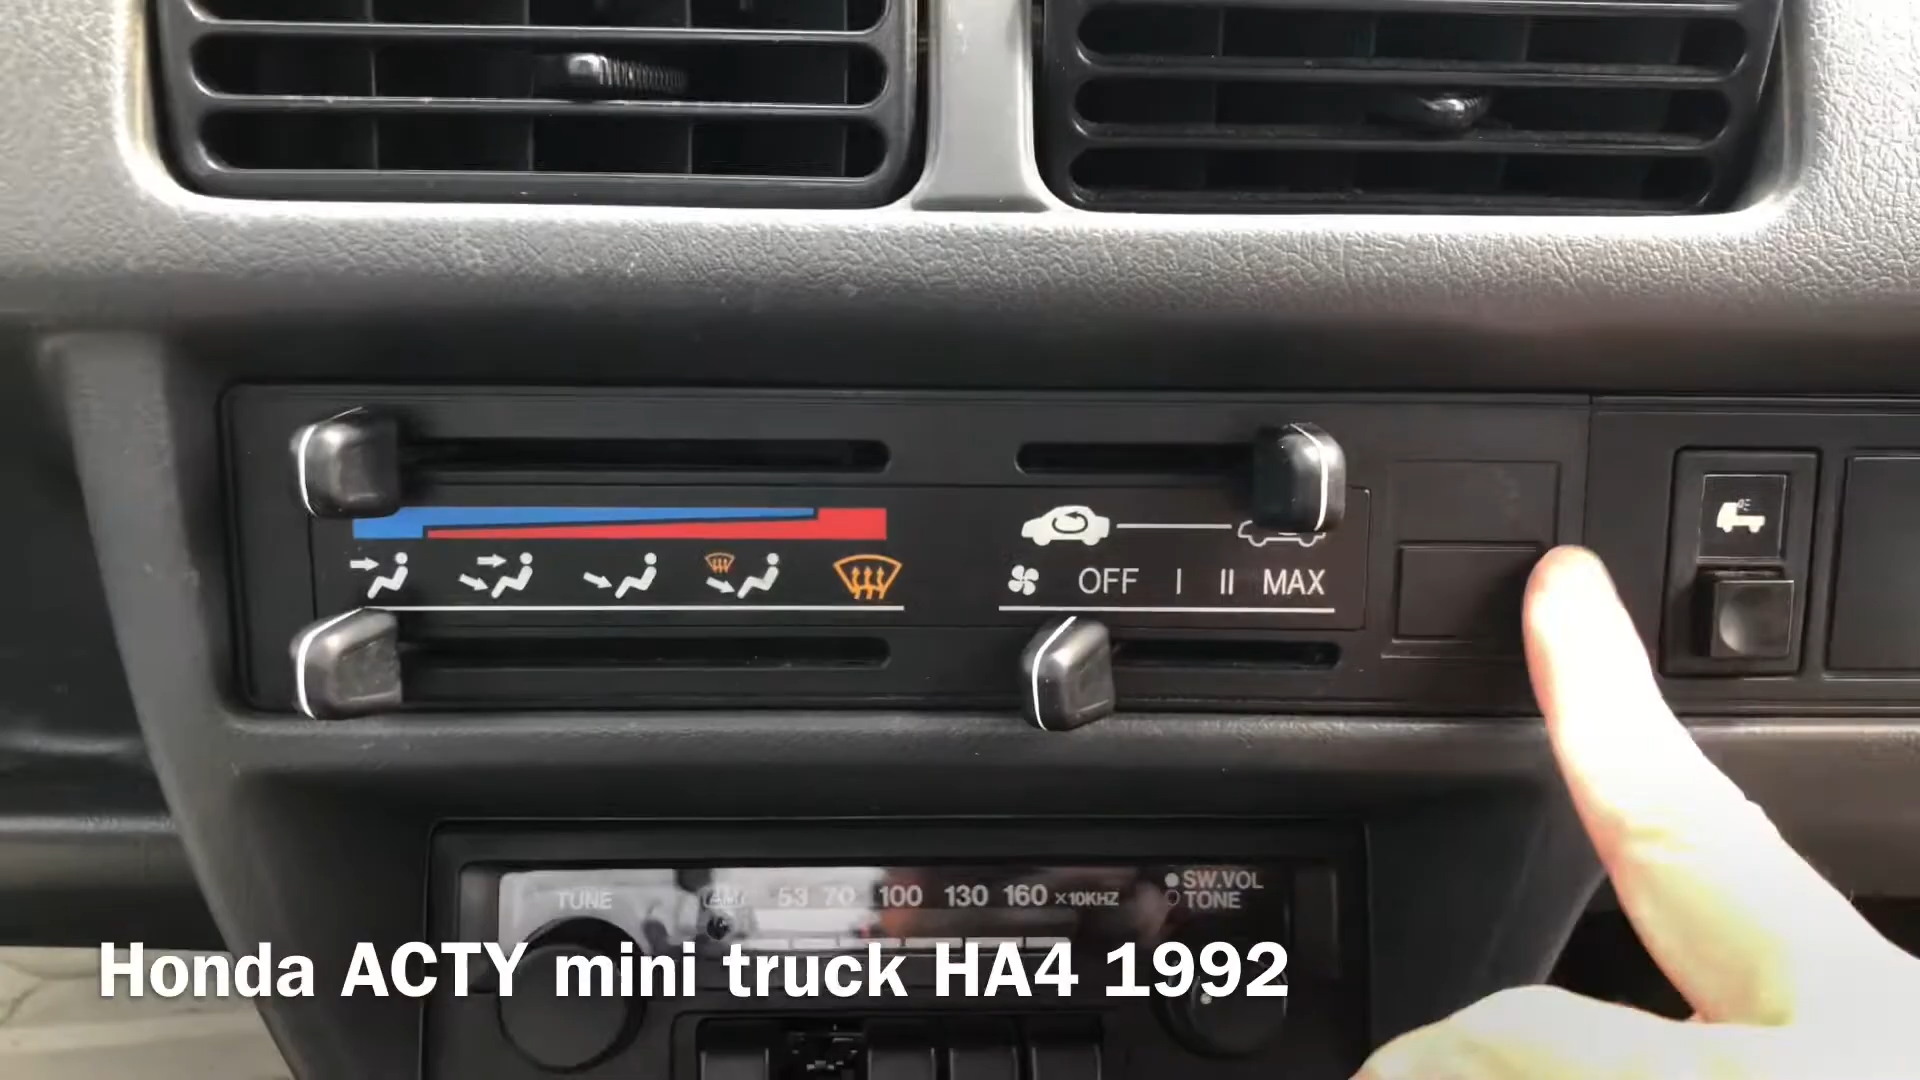 OFF I II MAX
TUNE
AM 53 70 100 130 160 ×10KHZ
SW.VOL
TONE
Honda ACTY mini truck HA4 1992